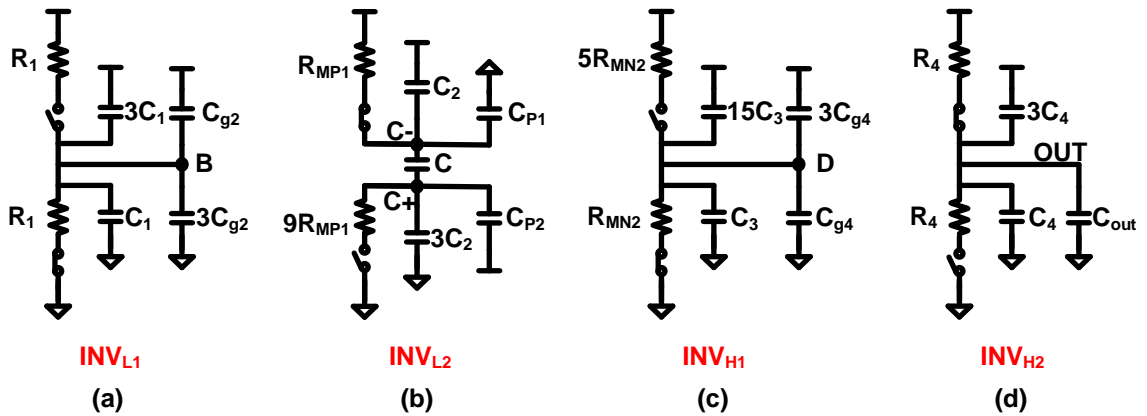 R1
3C1
Cg2
B
R1
C1
3Cg2
INVL1
(a)
RMP1
C2
CP1
C-
C
C+
9RMP1
3C2
CP2
INVL2
(b)
5RMN2
15C3
3Cg4
D
RMN2
C3
Cg4
INVH1
(c)
R4
3C4
OUT
R4
C4
Cout
INVH2
(d)